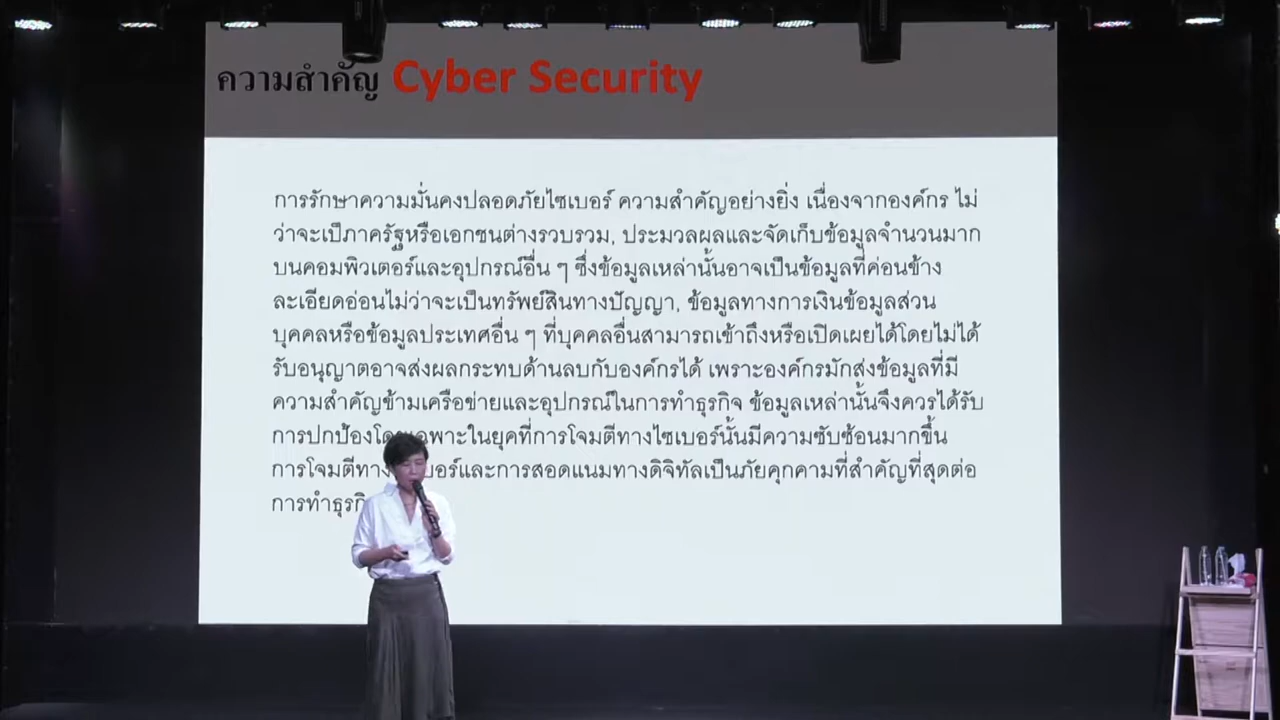 ความสำคัญ Cyber Security
การรักษาความมั่นคงปลอดภัยไซเบอร์ ความสำคัญอย่างยิ่ง เนื่องจากองค์กร ไม่
ว่าจะเป็ภาครัฐหรือเอกชนต่างรวบรวม, ประมวลผลและจัดเก็บข้อมูลจำนวนมาก
บนคอมพิวเตอร์และอุปกรณ์อื่น ๆ ซึ่งข้อมูลเหล่านั้นอาจเป็นข้อมูลที่ค่อนข้าง
ละเอียดอ่อนไม่ว่าจะเป็นทรัพย์สินทางปัญญา, ข้อมูลทางการเงินข้อมูลส่วน
บุคคลหรือข้อมูลประเทศอื่น ๆ ที่บุคคลอื่นสามารถเข้าถึงหรือเปิดเผยได้โดยไม่ได้
รับอนุญาตอาจส่งผลกระทบด้านลบกับองค์กรได้ เพราะองค์กรมักส่งข้อมูลที่มี
ความสำคัญข้ามเครือข่ายและอุปกรณ์ในการทำธุรกิจ ข้อมูลเหล่านั้นจึงควรได้รับ
การปกป้องเฉพาะในยุคที่การโจมตีทางไซเบอร์นั้นมีความซับซ้อนมากขึ้น
การโจมตีทางและการสอดแนมทางดิจิทัลเป็นภัยคุกคามที่สำคัญที่สุดต่อ
การทำ